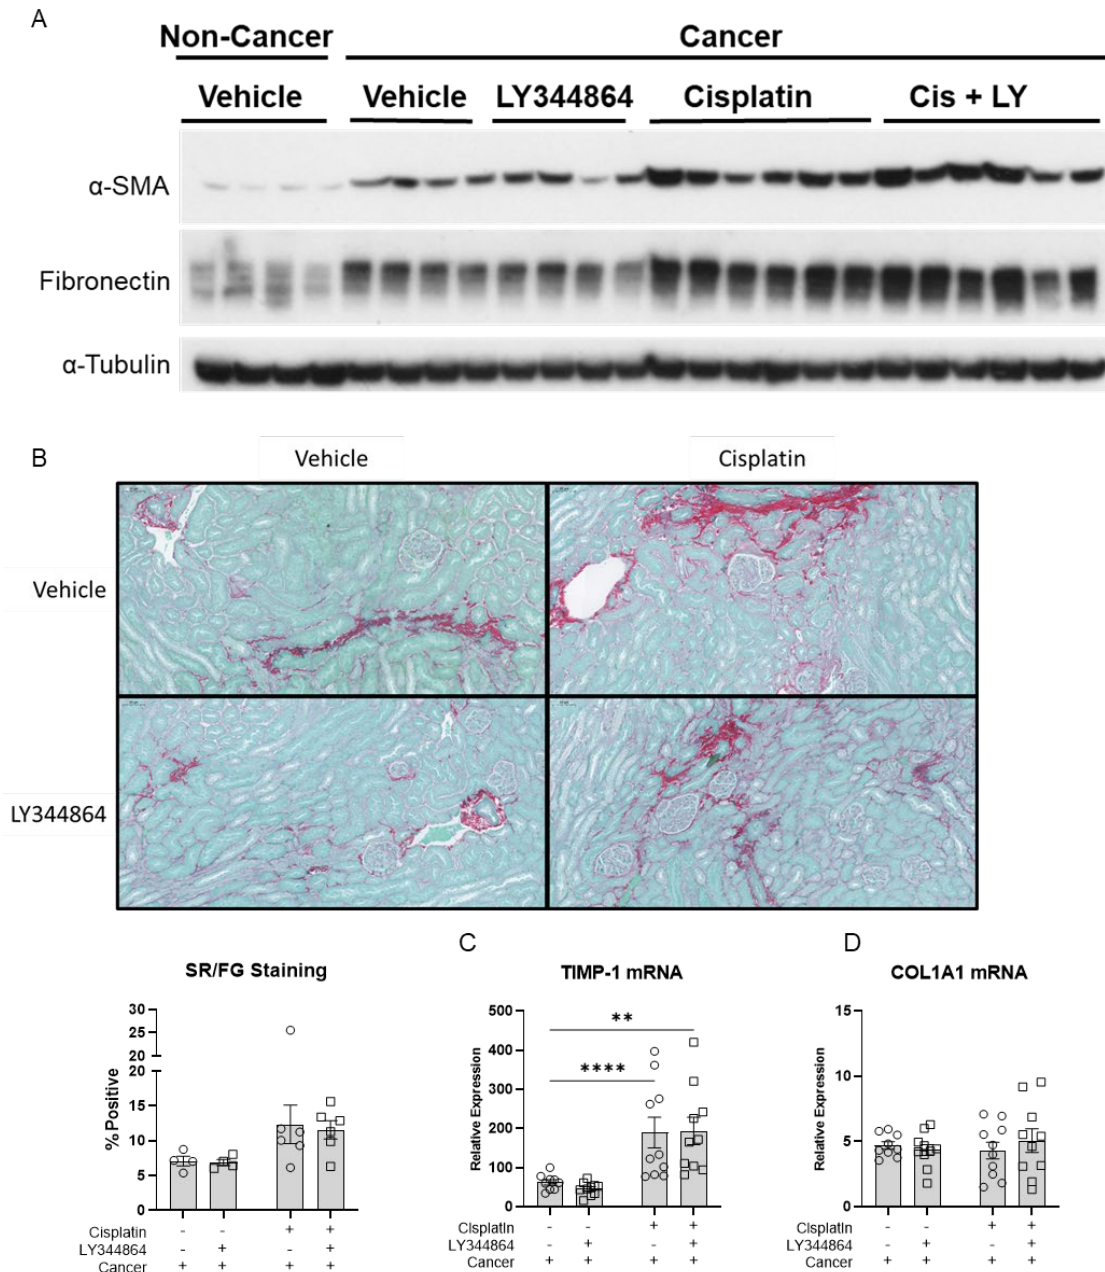 A
Non-Cancer Cancer
Vehicle Vehicle LY344864 Cisplatin Cis + LY
α-SMA
Fibronectin
α-Tubulin
B
Vehicle Cisplatin
Vehicle
LY344864
SR/FG Staining
% Positive
30
25
20
20
15
10
5
0
Cisplatin - - + +
LY344864 - + - +
Cancer + + + +
C
TIMP-1 mRNA
Relative Expression
500
400
300
200
100
0
**
****
Cisplatin - - + +
LY344864 - + - +
Cancer + + + +
D
COL1A1 mRNA
Relative Expression
15
10
5
0
Cisplatin - - + +
LY344864 - + - +
Cancer + + + +